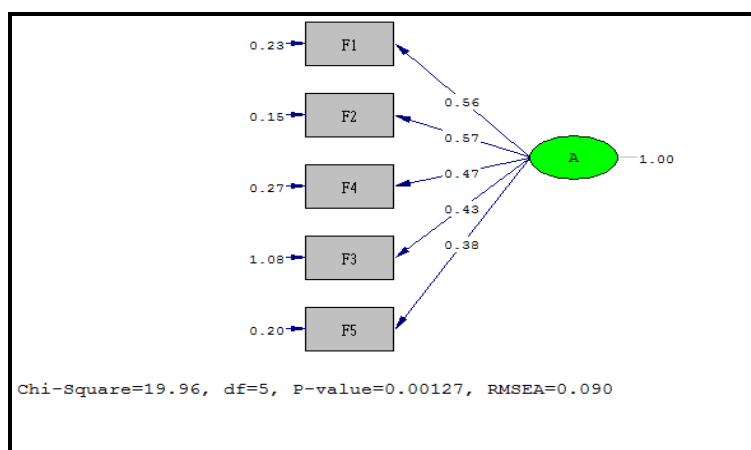 0.23 F1
0.56
0.15 F2
0.57
A 1.00
0.27 F4
0.47
0.43
1.08 F3
0.38
0.20 F5
Chi-Square=19.96, df=5, P-value=0.00127, RMSEA=0.090